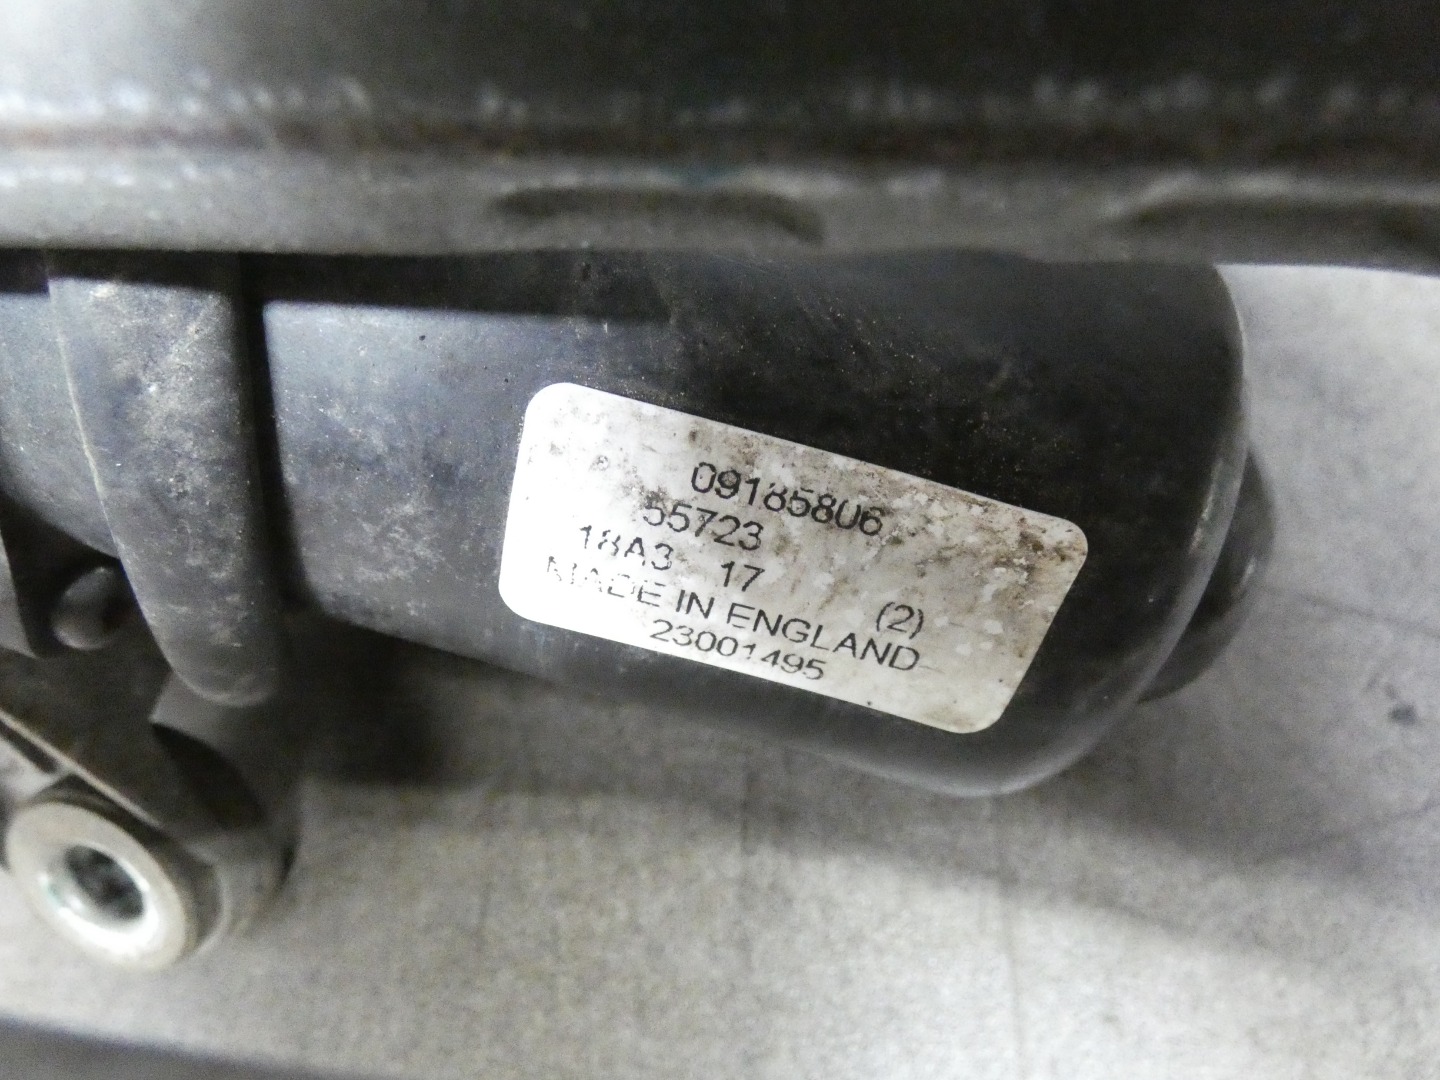 09185806
55723
18A3 17
(2)
MADE IN ENGLAND
23001495